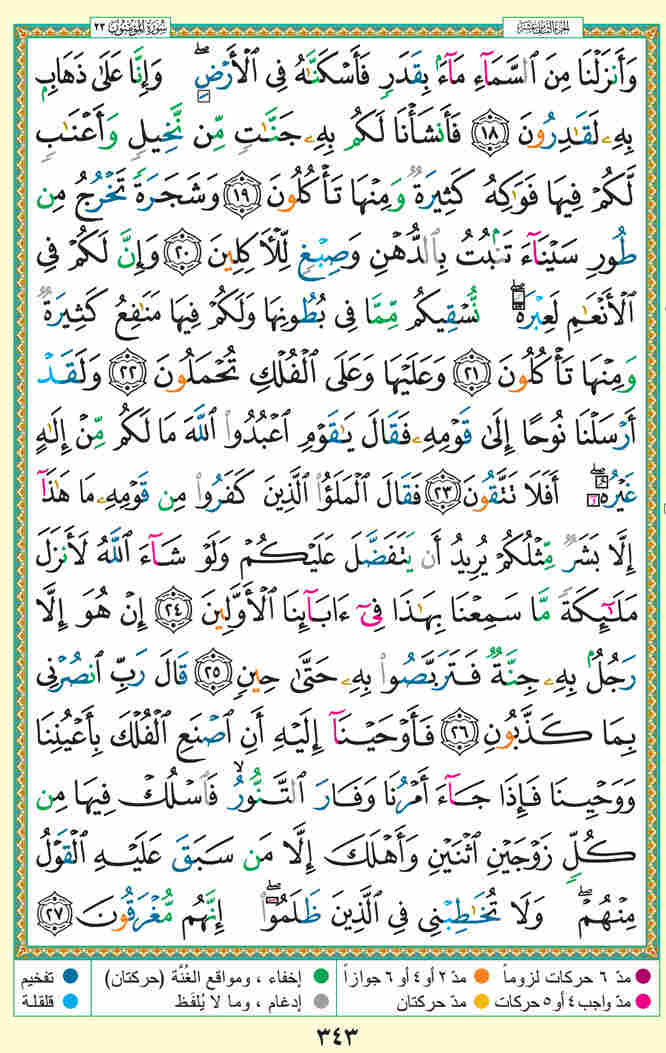 سُورَةُ المؤمِنُون ٢٣
الجزء الثامن عشر
وَأَنزَلْنَا مِنَ ٱلسَّمَآءِ مَآءًۢ بِقَدَرٍ فَأَسْكَنَّـٰهُ فِى ٱلْأَرْضِ ۖ وَإِنَّا عَلَىٰ ذَهَابٍۭ
بِهِۦ لَقَـٰدِرُونَ ١٨ فَأَنشَأْنَا لَكُم بِهِۦ جَنَّـٰتٍ مِّن نَّخِيلٍ وَأَعْنَـٰبٍ
لَّكُمْ فِيهَا فَوَٰكِهُ كَثِيرَةٌ وَمِنْهَا تَأْكُلُونَ ١٩ وَشَجَرَةً تَخْرُجُ مِن
طُورِ سَيْنَآءَ تَنۢبُتُ بِٱلدُّهْنِ وَصِبْغٍ لِّلْـَٔاكِلِينَ ٢٠ وَإِنَّ لَكُمْ فِى
ٱلْأَنْعَـٰمِ لَعِبْرَةً ۖ نُّسْقِيكُم مِّمَّا فِى بُطُونِهَا وَلَكُمْ فِيهَا مَنَـٰفِعُ كَثِيرَةٌ
وَمِنْهَا تَأْكُلُونَ ٢١ وَعَلَيْهَا وَعَلَى ٱلْفُلْكِ تُحْمَلُونَ ٢٢ وَلَقَدْ
أَرْسَلْنَا نُوحًا إِلَىٰ قَوْمِهِۦ فَقَالَ يَـٰقَوْمِ ٱعْبُدُوا۟ ٱللَّهَ مَا لَكُم مِّنْ إِلَـٰهٍ
غَيْرُهُۥٓ ۖ أَفَلَا تَتَّقُونَ ٢٣ فَقَالَ ٱلْمَلَؤُا۟ ٱلَّذِينَ كَفَرُوا۟ مِن قَوْمِهِۦ مَا هَـٰذَآ
إِلَّا بَشَرٌ مِّثْلُكُمْ يُرِيدُ أَن يَتَفَضَّلَ عَلَيْكُمْ وَلَوْ شَآءَ ٱللَّهُ لَأَنزَلَ
مَلَـٰٓئِكَةً مَّا سَمِعْنَا بِهَـٰذَا فِىٓ ءَابَآئِنَا ٱلْأَوَّلِينَ ٢٤ إِنْ هُوَ إِلَّا
رَجُلٌۢ بِهِۦ جِنَّةٌ فَتَرَبَّصُوا۟ بِهِۦ حَتَّىٰ حِينٍ ٢٥ قَالَ رَبِّ ٱنصُرْنِى
بِمَا كَذَّبُونِ ٢٦ فَأَوْحَيْنَآ إِلَيْهِ أَنِ ٱصْنَعِ ٱلْفُلْكَ بِأَعْيُنِنَا
وَوَحْيِنَا فَإِذَا جَآءَ أَمْرُنَا وَفَارَ ٱلتَّنُّورُ ۙ فَٱسْلُكْ فِيهَا مِن
كُلٍّ زَوْجَيْنِ ٱثْنَيْنِ وَأَهْلَكَ إِلَّا مَن سَبَقَ عَلَيْهِ ٱلْقَوْلُ
مِنْهُمْ ۖ وَلَا تُخَـٰطِبْنِى فِى ٱلَّذِينَ ظَلَمُوٓا۟ ۖ إِنَّهُم مُّغْرَقُونَ ٢٧
مدّ ٦ حركات لزوماً مدّ ٢ أو ٤ أو ٦ جوازاً إخفاء ، ومواقع الغُنَّة (حركتان) تفخيم
مدّ واجب ٤ أو ٥ حركات مدّ حركتان إدغام ، وما لا يُلفَظ قلقلة
٣٤٣